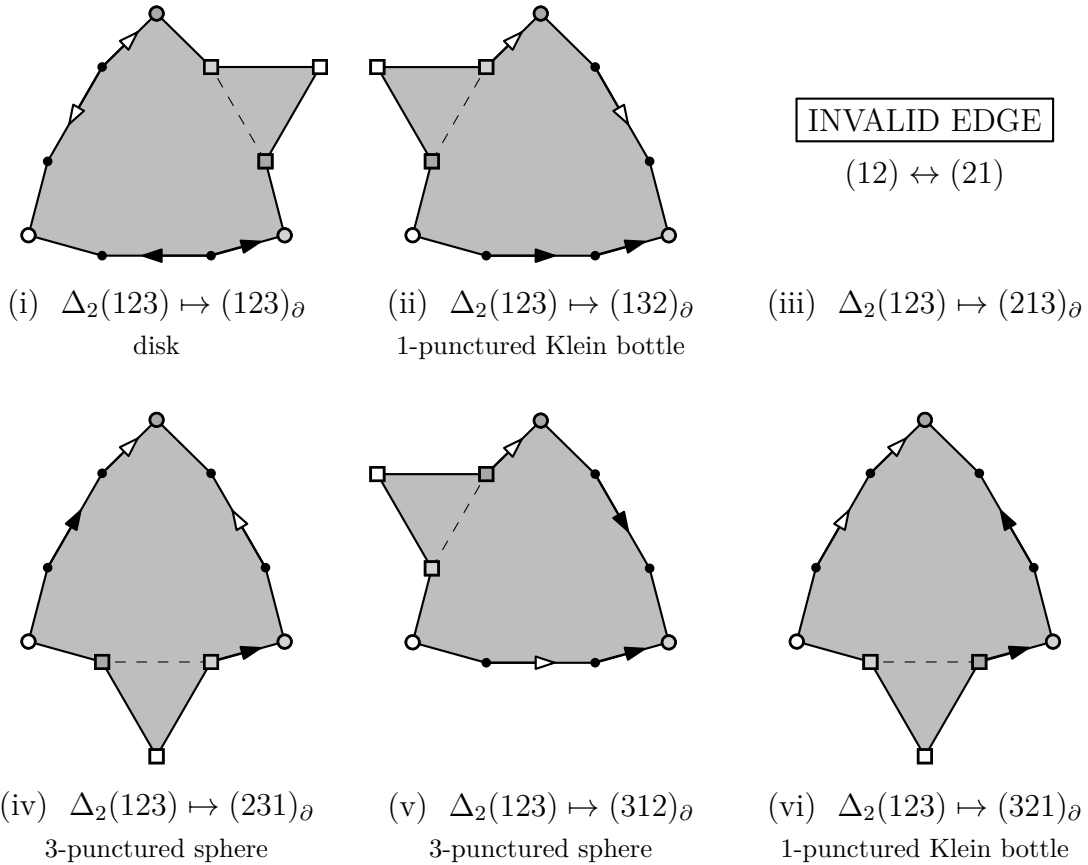 INVALID EDGE
(12) ↔ (21)
(i) Δ₂(123) ↦ (123)∂
disk
(ii) Δ₂(123) ↦ (132)∂
1-punctured Klein bottle
(iii) Δ₂(123) ↦ (213)∂
(iv) Δ₂(123) ↦ (231)∂
3-punctured sphere
(v) Δ₂(123) ↦ (312)∂
3-punctured sphere
(vi) Δ₂(123) ↦ (321)∂
1-punctured Klein bottle